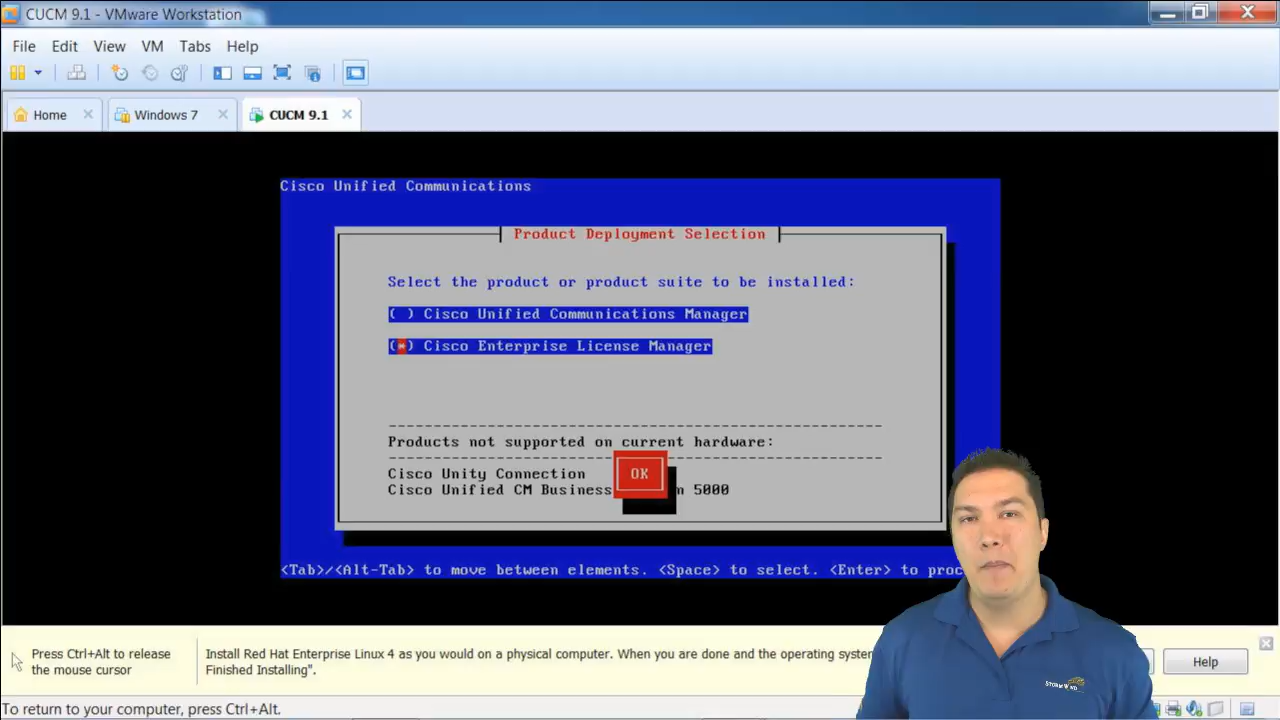 CUCM 9.1 - VMware Workstation
File Edit View VM Tabs Help
Home Windows 7 CUCM 9.1
Cisco Unified Communications
Product Deployment Selection
Select the product or product suite to be installed:
( ) Cisco Unified Communications Manager
(*) Cisco Enterprise License Manager
Products not supported on current hardware:
Cisco Unity Connection
OK
Cisco Unified CM Business n 5000
<Tab>/<Alt-Tab> to move between elements. <Space> to select. <Enter> to proc
Press Ctrl+Alt to release
the mouse cursor
Install Red Hat Enterprise Linux 4 as you would on a physical computer. When you are done and the operating system
Finished Installing".
Help
To return to your computer, press Ctrl+Alt.
STORMWIND